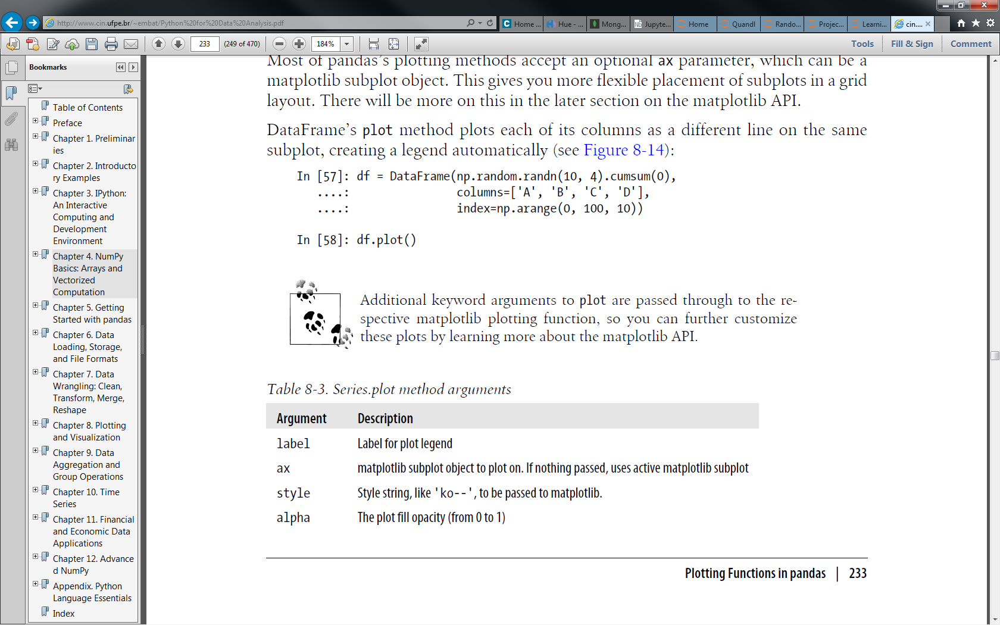 http://www.cin.ufpe.br/~embat/Python%20for%20Data%20Analysis.pdf
Home ...
Hue - ...
Mong...
Jupyte...
Home
Quandl
Rando...
Projec...
Learni...
cin....
233
(249 of 470)
184%
Tools
Fill & Sign
Comment
Bookmarks
Table of Contents
Preface
Chapter 1. Preliminar
ies
Chapter 2. Introducto
ry Examples
Chapter 3. IPython:
An Interactive
Computing and
Development
Environment
Chapter 4. NumPy
Basics: Arrays and
Vectorized
Computation
Chapter 5. Getting
Started with pandas
Chapter 6. Data
Loading, Storage,
and File Formats
Chapter 7. Data
Wrangling: Clean,
Transform, Merge,
Reshape
Chapter 8. Plotting
and Visualization
Chapter 9. Data
Aggregation and
Group Operations
Chapter 10. Time
Series
Chapter 11. Financial
and Economic Data
Applications
Chapter 12. Advance
d NumPy
Appendix. Python
Language Essentials
Index
Most of pandas's plotting methods accept an optional ax parameter, which can be a
matplotlib subplot object. This gives you more flexible placement of subplots in a grid
layout. There will be more on this in the later section on the matplotlib API.
DataFrame's plot method plots each of its columns as a different line on the same
subplot, creating a legend automatically (see Figure 8-14):
In [57]: df = DataFrame(np.random.randn(10, 4).cumsum(0),
....: columns=['A', 'B', 'C', 'D'],
....: index=np.arange(0, 100, 10))
In [58]: df.plot()
Additional keyword arguments to plot are passed through to the re-
spective matplotlib plotting function, so you can further customize
these plots by learning more about the matplotlib API.
Table 8-3. Series.plot method arguments
Argument Description
label Label for plot legend
ax matplotlib subplot object to plot on. If nothing passed, uses active matplotlib subplot
style Style string, like 'ko--', to be passed to matplotlib.
alpha The plot fill opacity (from 0 to 1)
Plotting Functions in pandas | 233